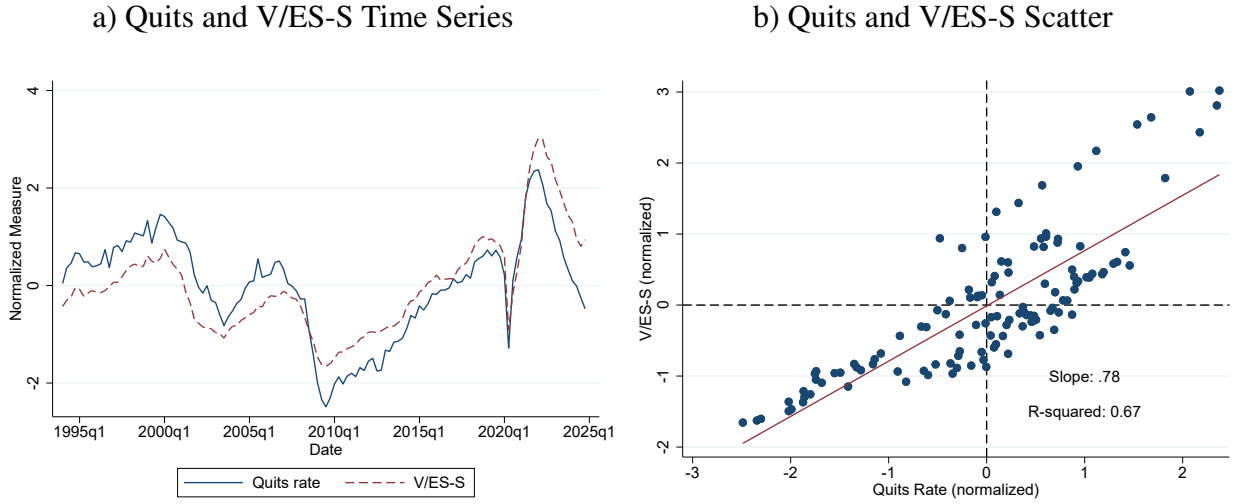 a) Quits and V/ES-S Time Series
Normalized Measure
4
2
0
-2
1995q1 2000q1 2005q1 2010q1 2015q1 2020q1 2025q1
Date
Quits rate V/ES-S
b) Quits and V/ES-S Scatter
V/ES-S (normalized)
3
2
1
0
-1
-2
Slope: .78
R-squared: 0.67
-3 -2 -1 0 1 2
Quits Rate (normalized)